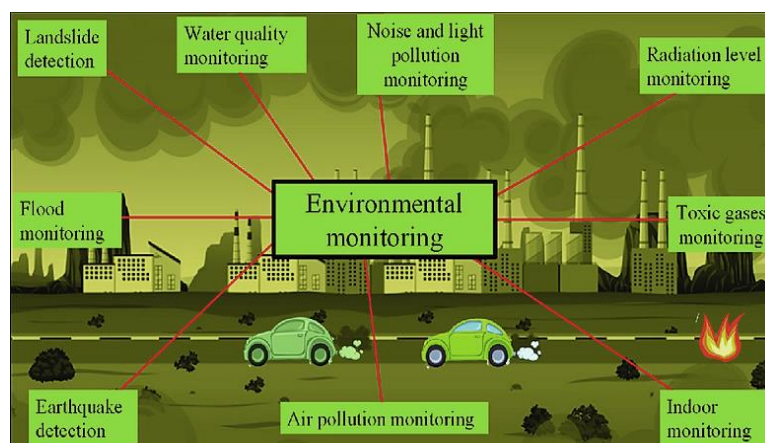 Landslide
detection
Water quality
monitoring
Noise and light
pollution
monitoring
Radiation level
monitoring
Flood
monitoring
Environmental
monitoring
Toxic gases
monitoring
Earthquake
detection
Air pollution monitoring
Indoor
monitoring